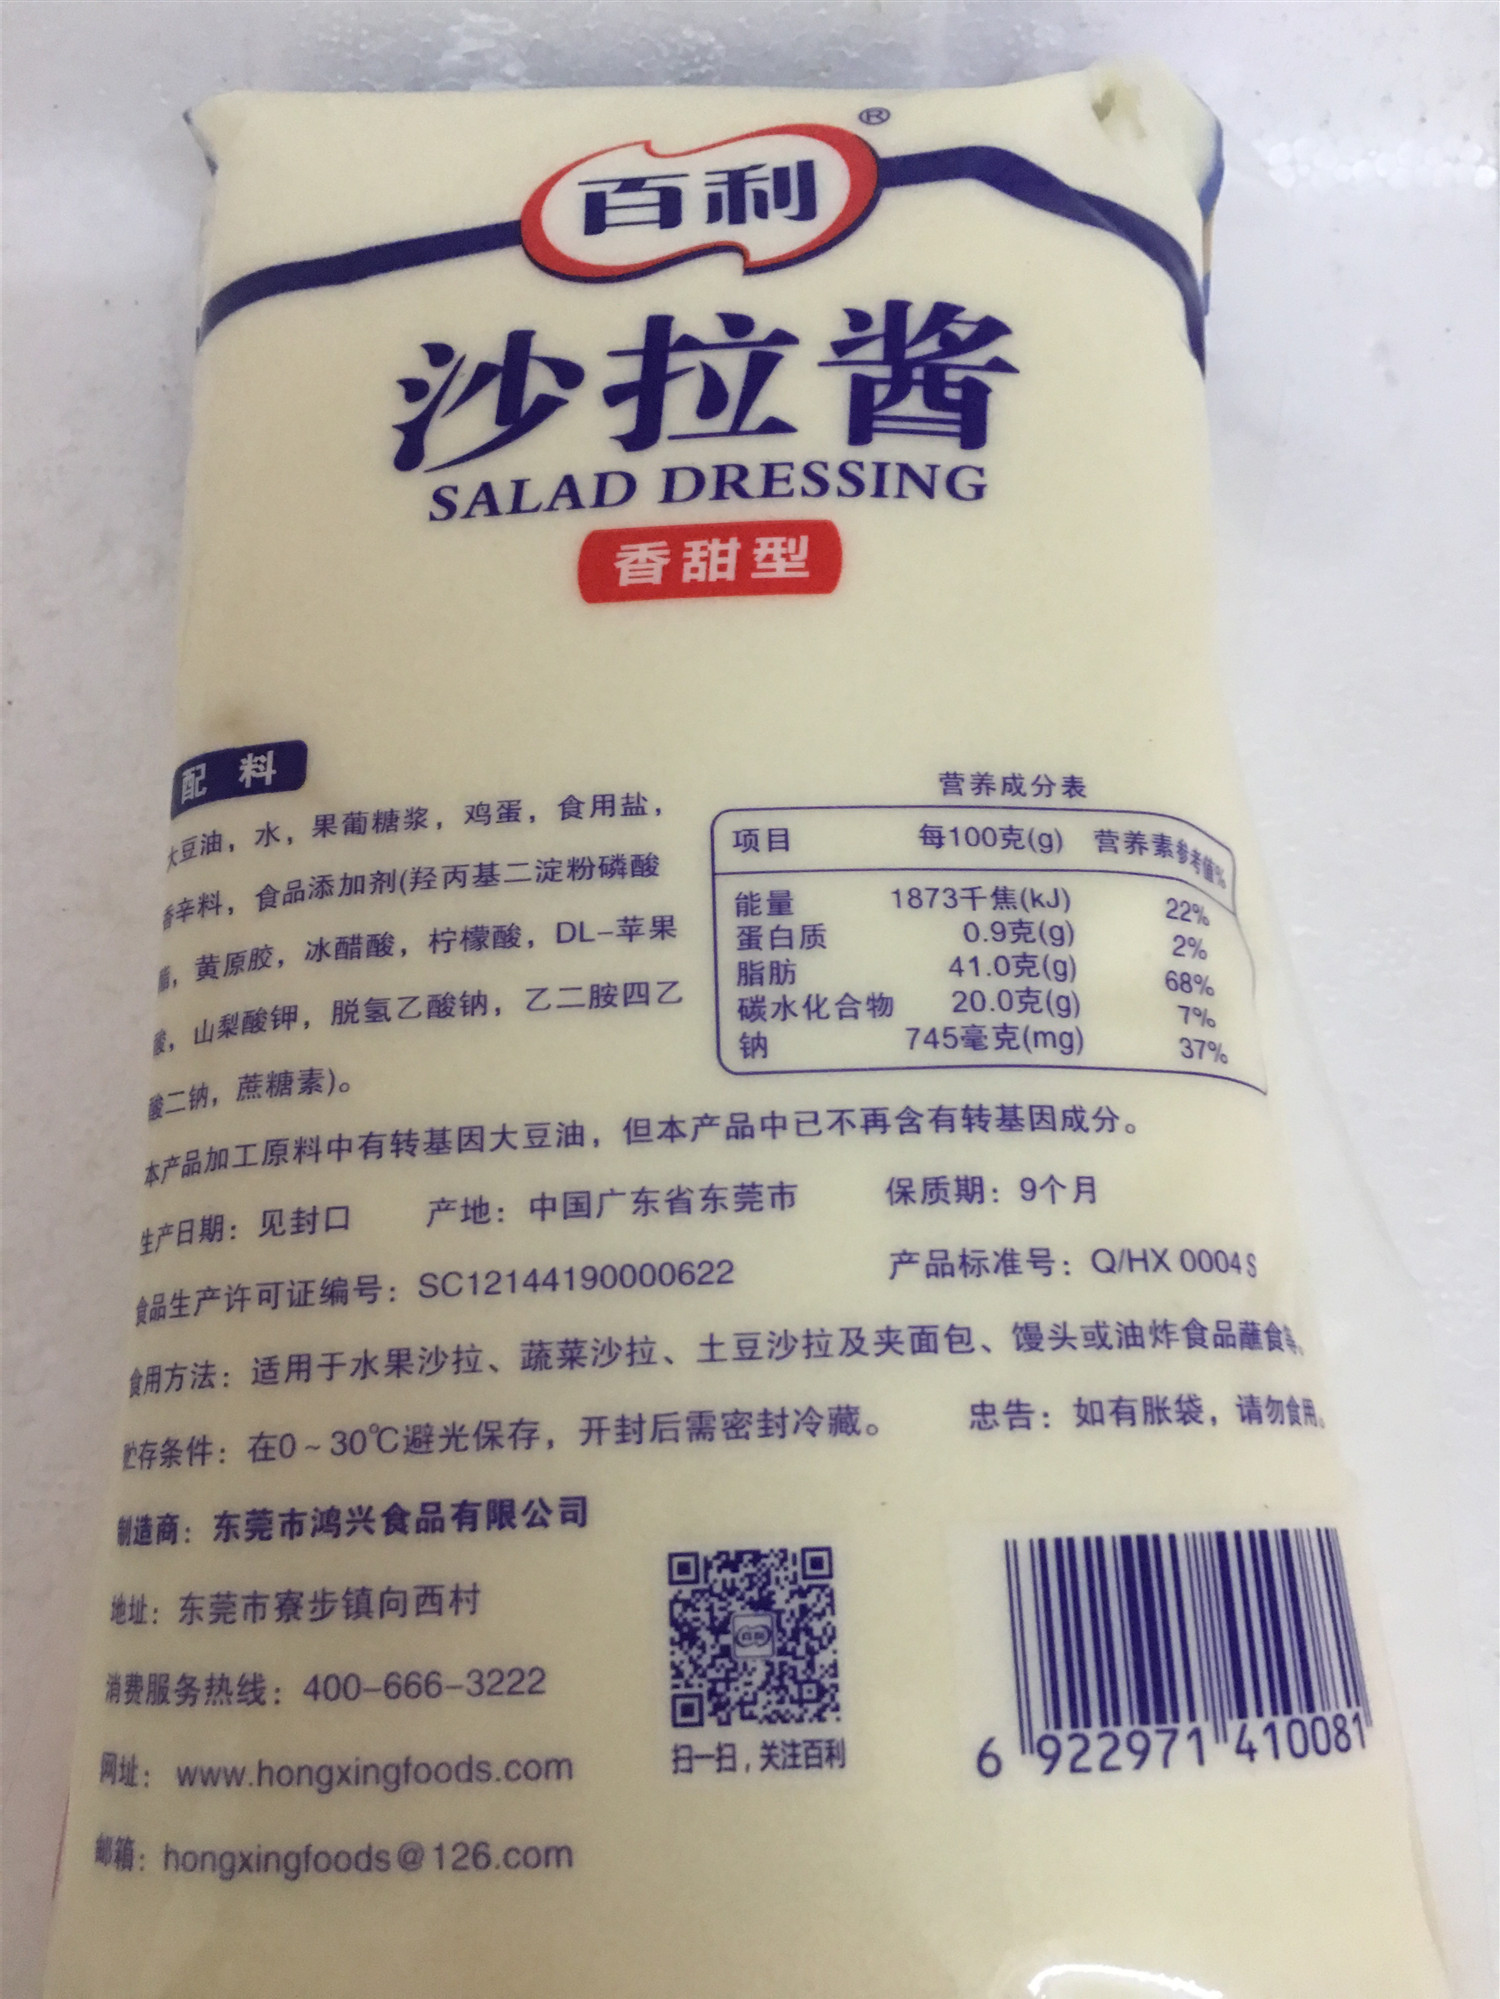 百利®
沙拉酱
SALAD DRESSING
香甜型
配 料
大豆油，水，果葡糖浆，鸡蛋，食用盐，
香辛料，食品添加剂(羟丙基二淀粉磷酸
酯，黄原胶，冰醋酸，柠檬酸，DL-苹果
酸，山梨酸钾，脱氢乙酸钠，乙二胺四乙
酸二钠，蔗糖素)。
营养成分表
项目 每100克(g) 营养素参考值%
能量 1873千焦(kJ) 22%
蛋白质 0.9克(g) 2%
脂肪 41.0克(g) 68%
碳水化合物 20.0克(g) 7%
钠 745毫克(mg) 37%
本产品加工原料中有转基因大豆油，但本产品中已不再含有转基因成分。
生产日期：见封口 产地：中国广东省东莞市 保质期：9个月
食品生产许可证编号：SC12144190000622 产品标准号：Q/HX 0004 S
食用方法：适用于水果沙拉、蔬菜沙拉、土豆沙拉及夹面包、馒头或油炸食品蘸食等。
贮存条件：在0~30℃避光保存，开封后需密封冷藏。 忠告：如有胀袋，请勿食用。
制造商：东莞市鸿兴食品有限公司
地址：东莞市寮步镇向西村
消费服务热线：400-666-3222
网址：www.hongxingfoods.com
邮箱：hongxingfoods@126.com
百利
扫一扫，关注百利
6 922971 410081